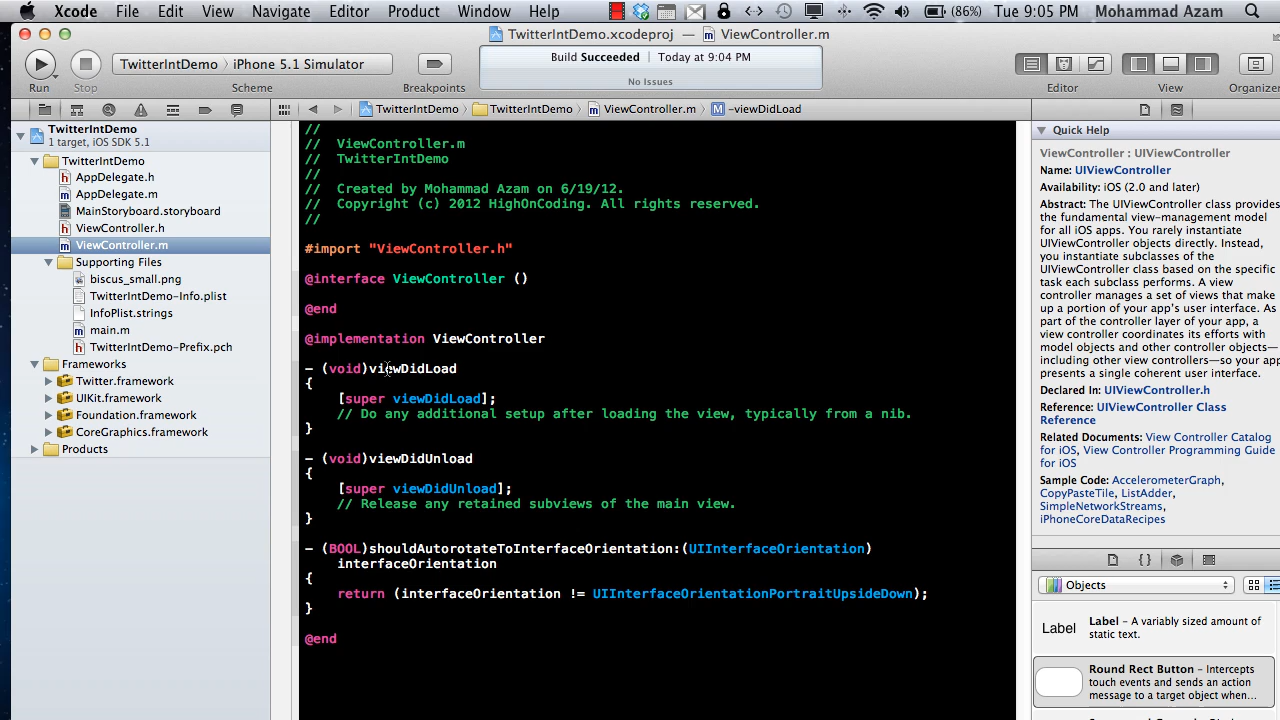 Xcode File Edit View Navigate Editor Product Window Help (86%) Tue 9:05 PM Mohammad Azam
TwitterIntDemo.xcodeproj — ViewController.m
TwitterIntDemo iPhone 5.1 Simulator
Build Succeeded Today at 9:04 PM
No Issues
Run Stop Scheme Breakpoints Editor View Organizer
TwitterIntDemo TwitterIntDemo ViewController.m M -viewDidLoad
TwitterIntDemo
1 target, iOS SDK 5.1
TwitterIntDemo
h AppDelegate.h
m AppDelegate.m
MainStoryboard.storyboard
h ViewController.h
m ViewController.m
Supporting Files
biscus_small.png
TwitterIntDemo-Info.plist
InfoPlist.strings
m main.m
h TwitterIntDemo-Prefix.pch
Frameworks
Twitter.framework
UIKit.framework
Foundation.framework
CoreGraphics.framework
Products
//
// ViewController.m
// TwitterIntDemo
//
// Created by Mohammad Azam on 6/19/12.
// Copyright (c) 2012 HighOnCoding. All rights reserved.
//
#import "ViewController.h"
@interface ViewController ()
@end
@implementation ViewController
- (void)viewDidLoad
{
[super viewDidLoad];
// Do any additional setup after loading the view, typically from a nib.
}
- (void)viewDidUnload
{
[super viewDidUnload];
// Release any retained subviews of the main view.
}
- (BOOL)shouldAutorotateToInterfaceOrientation:(UIInterfaceOrientation)
interfaceOrientation
{
return (interfaceOrientation != UIInterfaceOrientationPortraitUpsideDown);
}
@end
Quick Help
ViewController : UIViewController
Name: UIViewController
Availability: iOS (2.0 and later)
Abstract: The UIViewController class provides
the fundamental view-management model
for all iOS apps. You rarely instantiate
UIViewController objects directly. Instead,
you instantiate subclasses of the
UIViewController class based on the specific
task each subclass performs. A view
controller manages a set of views that make
up a portion of your app's user interface. As
part of the controller layer of your app, a
view controller coordinates its efforts with
model objects and other controller objects—
including other view controllers—so your app
presents a single coherent user interface.
Declared In: UIViewController.h
Reference: UIViewController Class
Reference
Related Documents: View Controller Catalog
for iOS, View Controller Programming Guide
for iOS
Sample Code: AccelerometerGraph,
CopyPasteTile, ListAdder,
SimpleNetworkStreams,
iPhoneCoreDataRecipes
{ }
Objects
Label Label – A variably sized amount of
static text.
Round Rect Button – Intercepts
touch events and sends an action
message to a target object when...